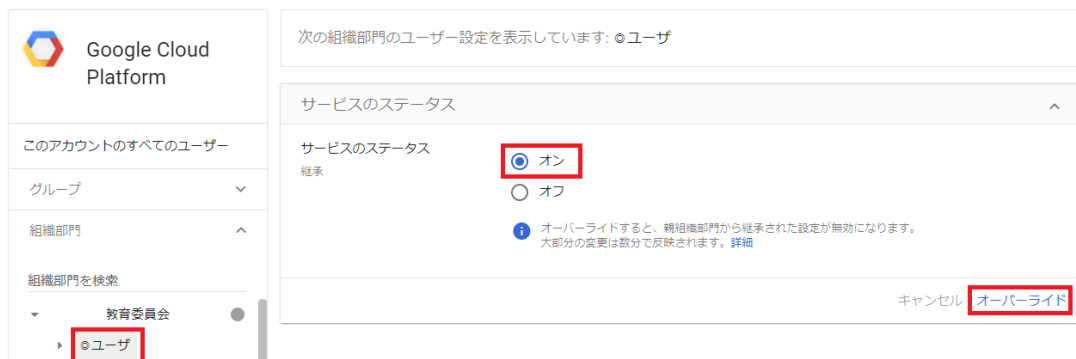 Google Cloud
Platform
このアカウントのすべてのユーザー
グループ
組織部門
組織部門を検索
教育委員会
◎ユーザ
次の組織部門のユーザー設定を表示しています: ◎ユーザ
サービスのステータス
サービスのステータス
継承
オン
オフ
オーバーライドすると、親組織部門から継承された設定が無効になります。
大部分の変更は数分で反映されます。詳細
キャンセル オーバーライド